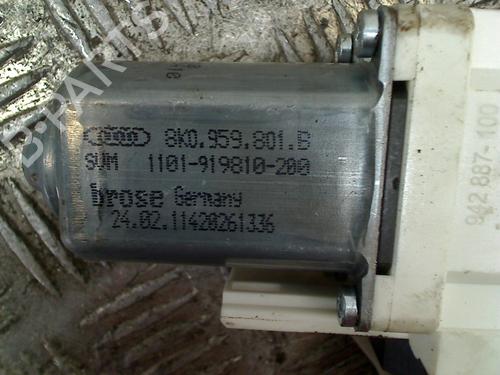 8K0.959.801.B
SWM 1101-919810-200
brose Germany
24.02.11420261336
942 887-100
B-PARTS